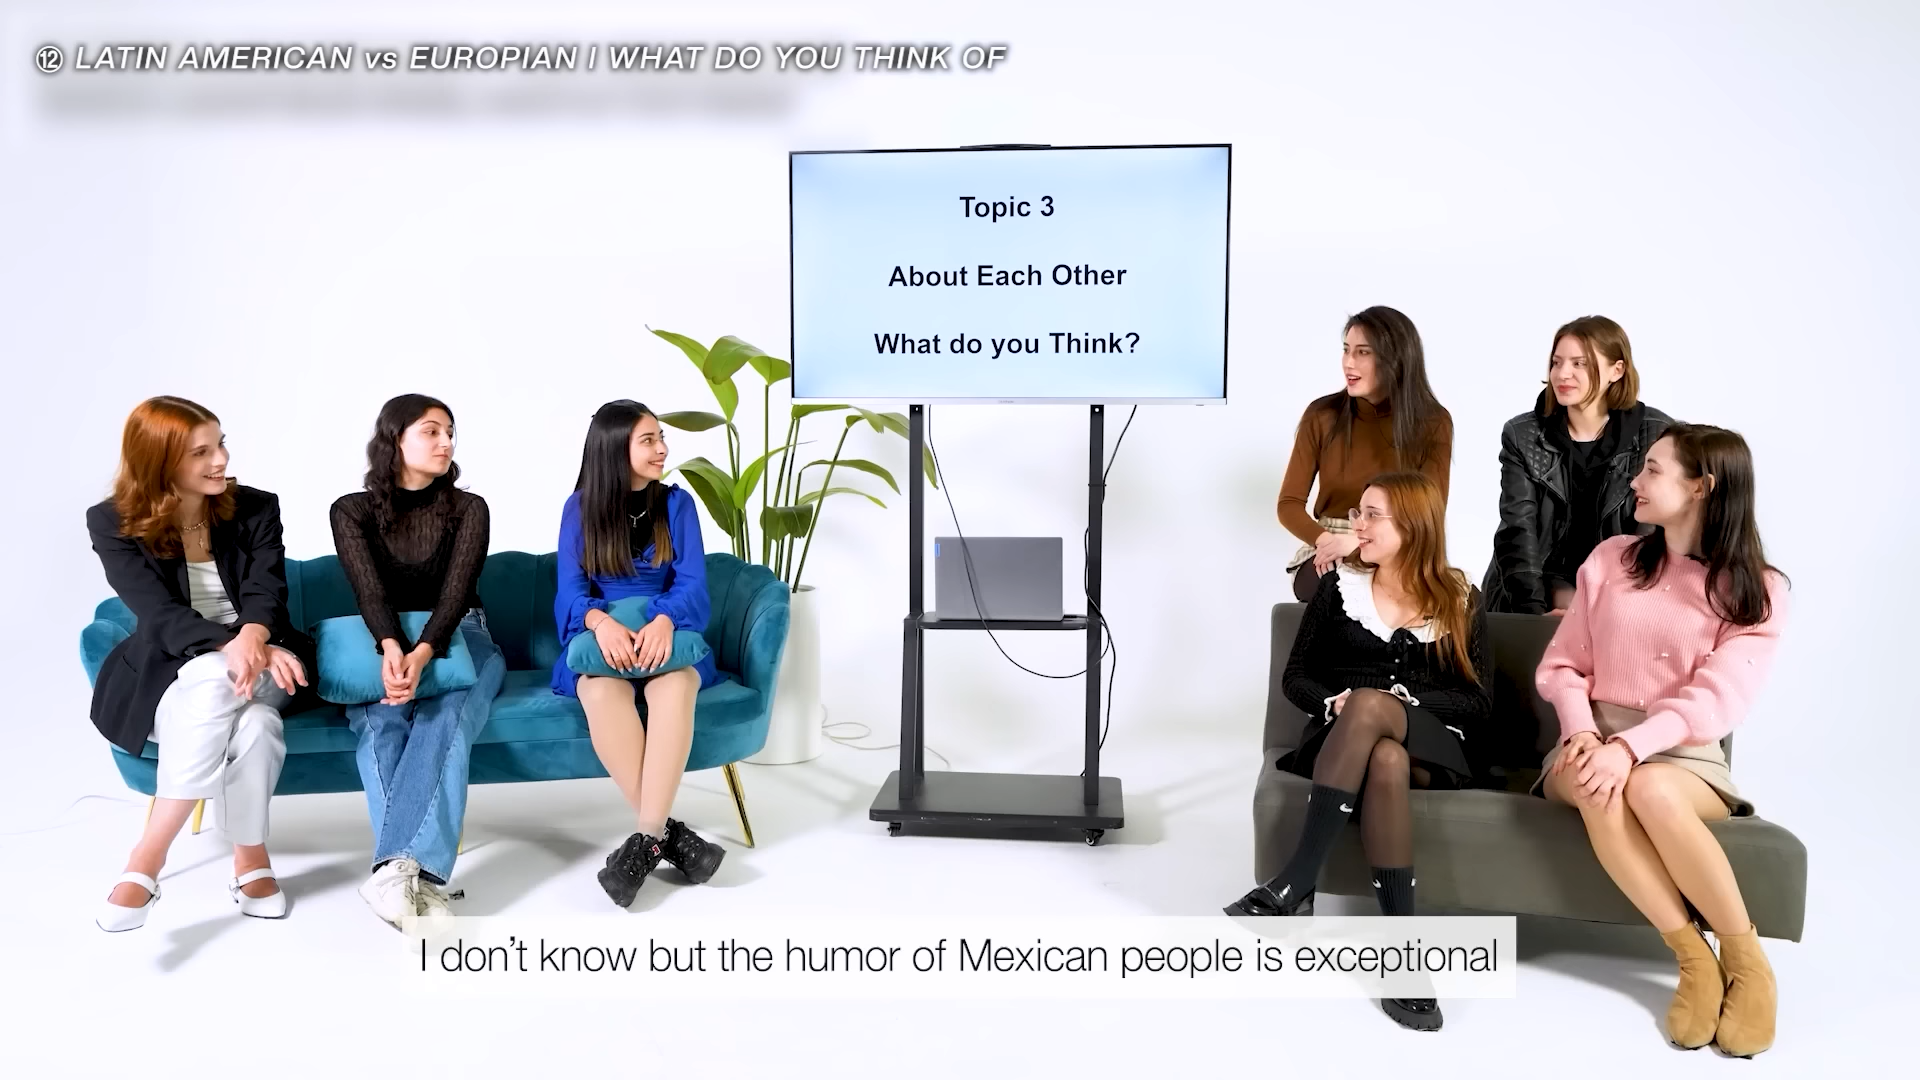 ⑫ LATIN AMERICAN vs EUROPIAN I WHAT DO YOU THINK OF
Topic 3
About Each Other
What do you Think?
I don't know but the humor of Mexican people is exceptional